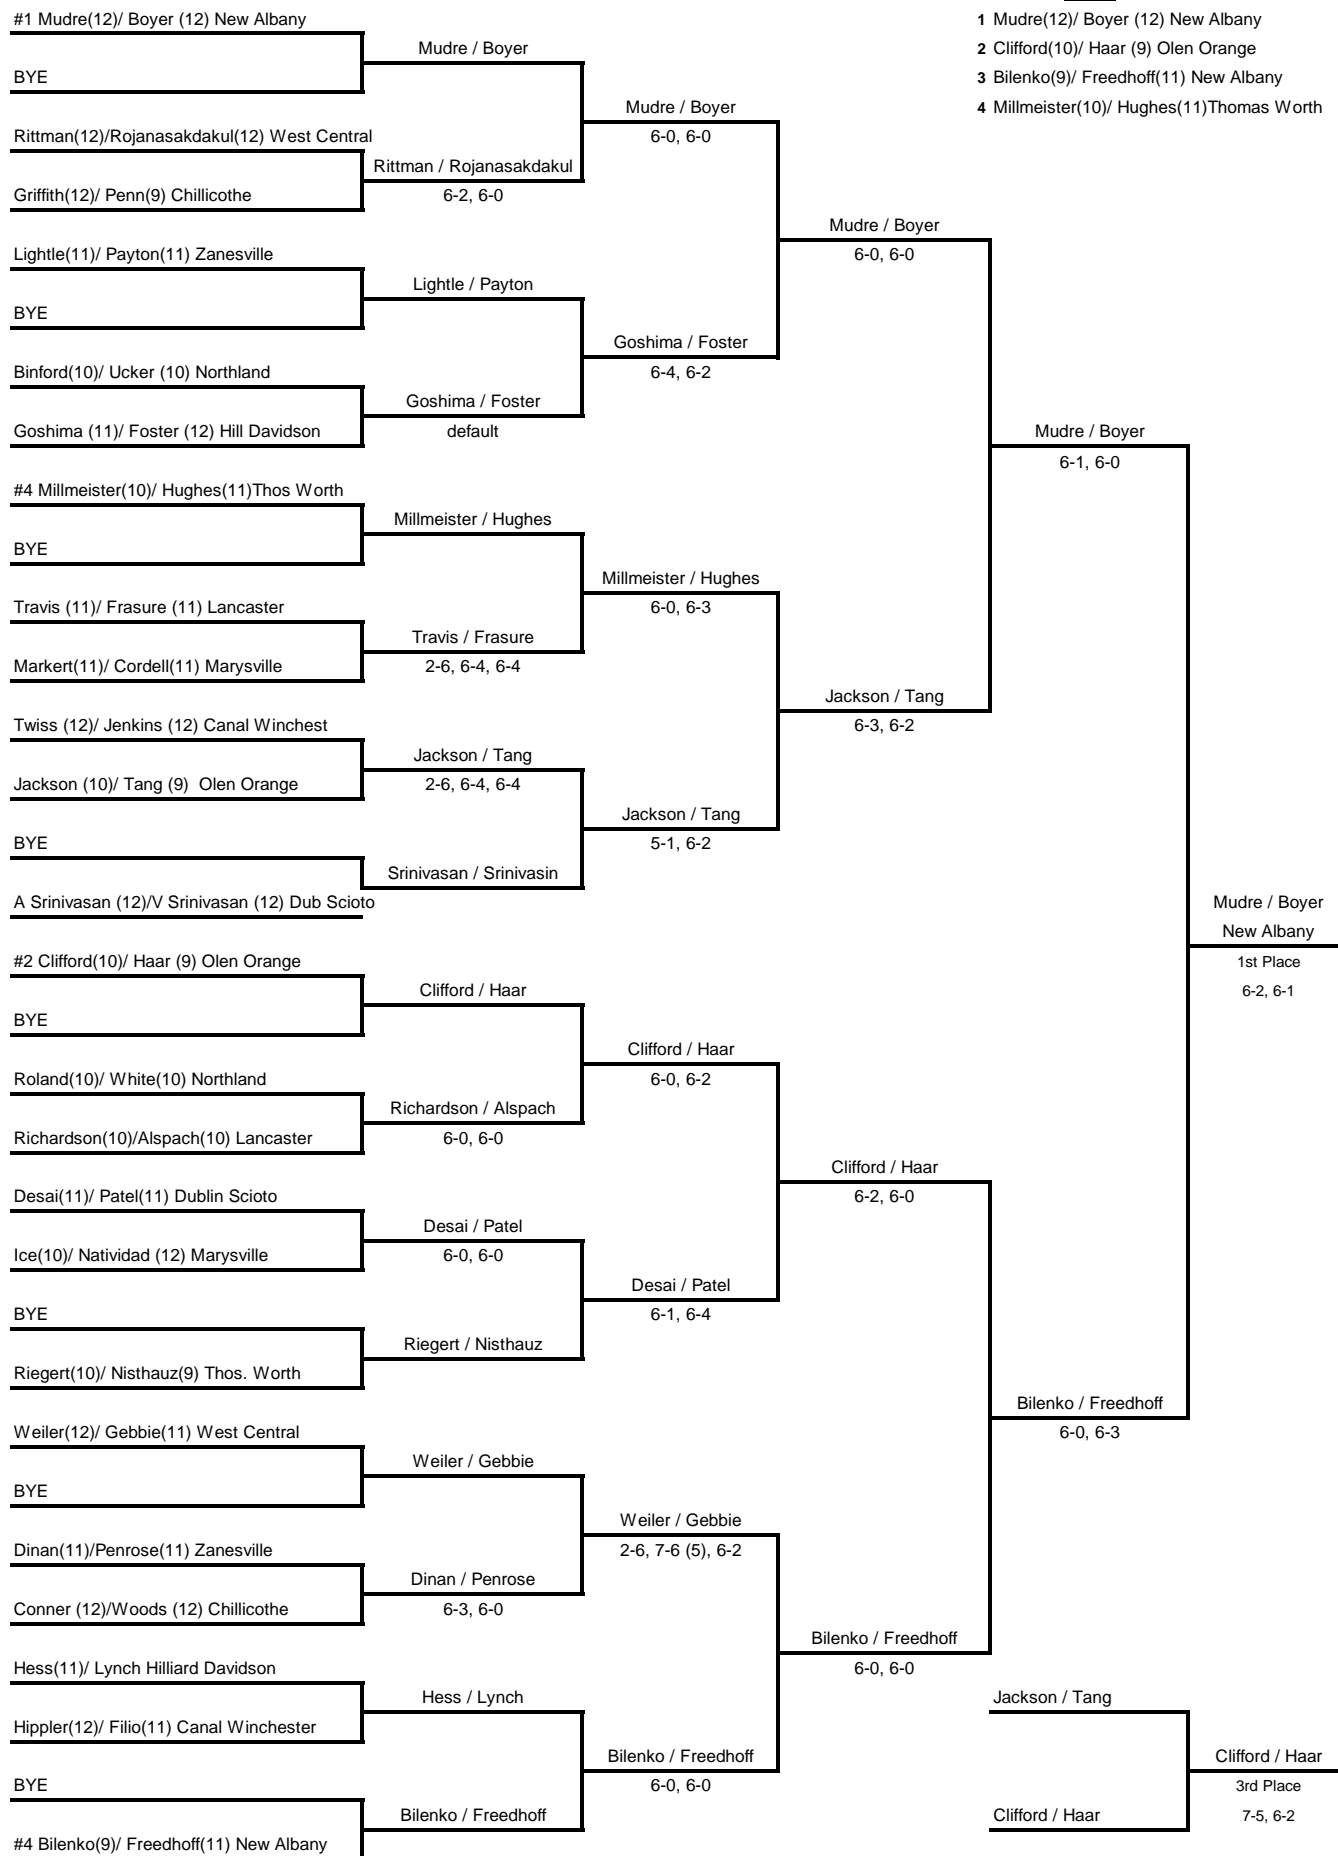 #1 Mudre(12)/ Boyer (12) New Albany
BYE
Rittman(12)/Rojanasakdakul(12) West Central
Griffith(12)/ Penn(9) Chillicothe
Lightle(11)/ Payton(11) Zanesville
BYE
Binford(10)/ Ucker (10) Northland
Goshima (11)/ Foster (12) Hill Davidson
#4 Millmeister(10)/ Hughes(11)Thos Worth
BYE
Travis (11)/ Frasure (11) Lancaster
Markert(11)/ Cordell(11) Marysville
Twiss (12)/ Jenkins (12) Canal Winchest
Jackson (10)/ Tang (9)  Olen Orange
BYE
A Srinivasan (12)/V Srinivasan (12) Dub Scioto
#2 Clifford(10)/ Haar (9) Olen Orange
BYE
Roland(10)/ White(10) Northland
Richardson(10)/Alspach(10) Lancaster
Desai(11)/ Patel(11) Dublin Scioto
Ice(10)/ Natividad (12) Marysville
BYE
Riegert(10)/ Nisthauz(9) Thos. Worth
Weiler(12)/ Gebbie(11) West Central
BYE
Dinan(11)/Penrose(11) Zanesville
Conner (12)/Woods (12) Chillicothe
Hess(11)/ Lynch Hilliard Davidson
Hippler(12)/ Filio(11) Canal Winchester
BYE
#4 Bilenko(9)/ Freedhoff(11) New Albany
Mudre / Boyer
Rittman / Rojanasakdakul
6-2, 6-0
Lightle / Payton
Goshima / Foster
default
Millmeister / Hughes
Travis / Frasure
2-6, 6-4, 6-4
Jackson / Tang
2-6, 6-4, 6-4
Srinivasan / Srinivasin
Clifford / Haar
Richardson / Alspach
6-0, 6-0
Desai / Patel
6-0, 6-0
Riegert / Nisthauz
Weiler / Gebbie
Dinan / Penrose
6-3, 6-0
Hess / Lynch
Bilenko / Freedhoff
Mudre / Boyer
6-0, 6-0
Goshima / Foster
6-4, 6-2
Millmeister / Hughes
6-0, 6-3
Jackson / Tang
5-1, 6-2
Clifford / Haar
6-0, 6-2
Desai / Patel
6-1, 6-4
Weiler / Gebbie
2-6, 7-6 (5), 6-2
Bilenko / Freedhoff
6-0, 6-0
Mudre / Boyer
6-0, 6-0
Jackson / Tang
6-3, 6-2
Clifford / Haar
6-2, 6-0
Bilenko / Freedhoff
6-0, 6-0
Mudre / Boyer
6-1, 6-0
Bilenko / Freedhoff
6-0, 6-3
Mudre / Boyer
New Albany
1st Place
6-2, 6-1
Jackson / Tang
Clifford / Haar
Clifford / Haar
3rd Place
7-5, 6-2
1 Mudre(12)/ Boyer (12) New Albany
2 Clifford(10)/ Haar (9) Olen Orange
3 Bilenko(9)/ Freedhoff(11) New Albany
4 Millmeister(10)/ Hughes(11)Thomas Worth